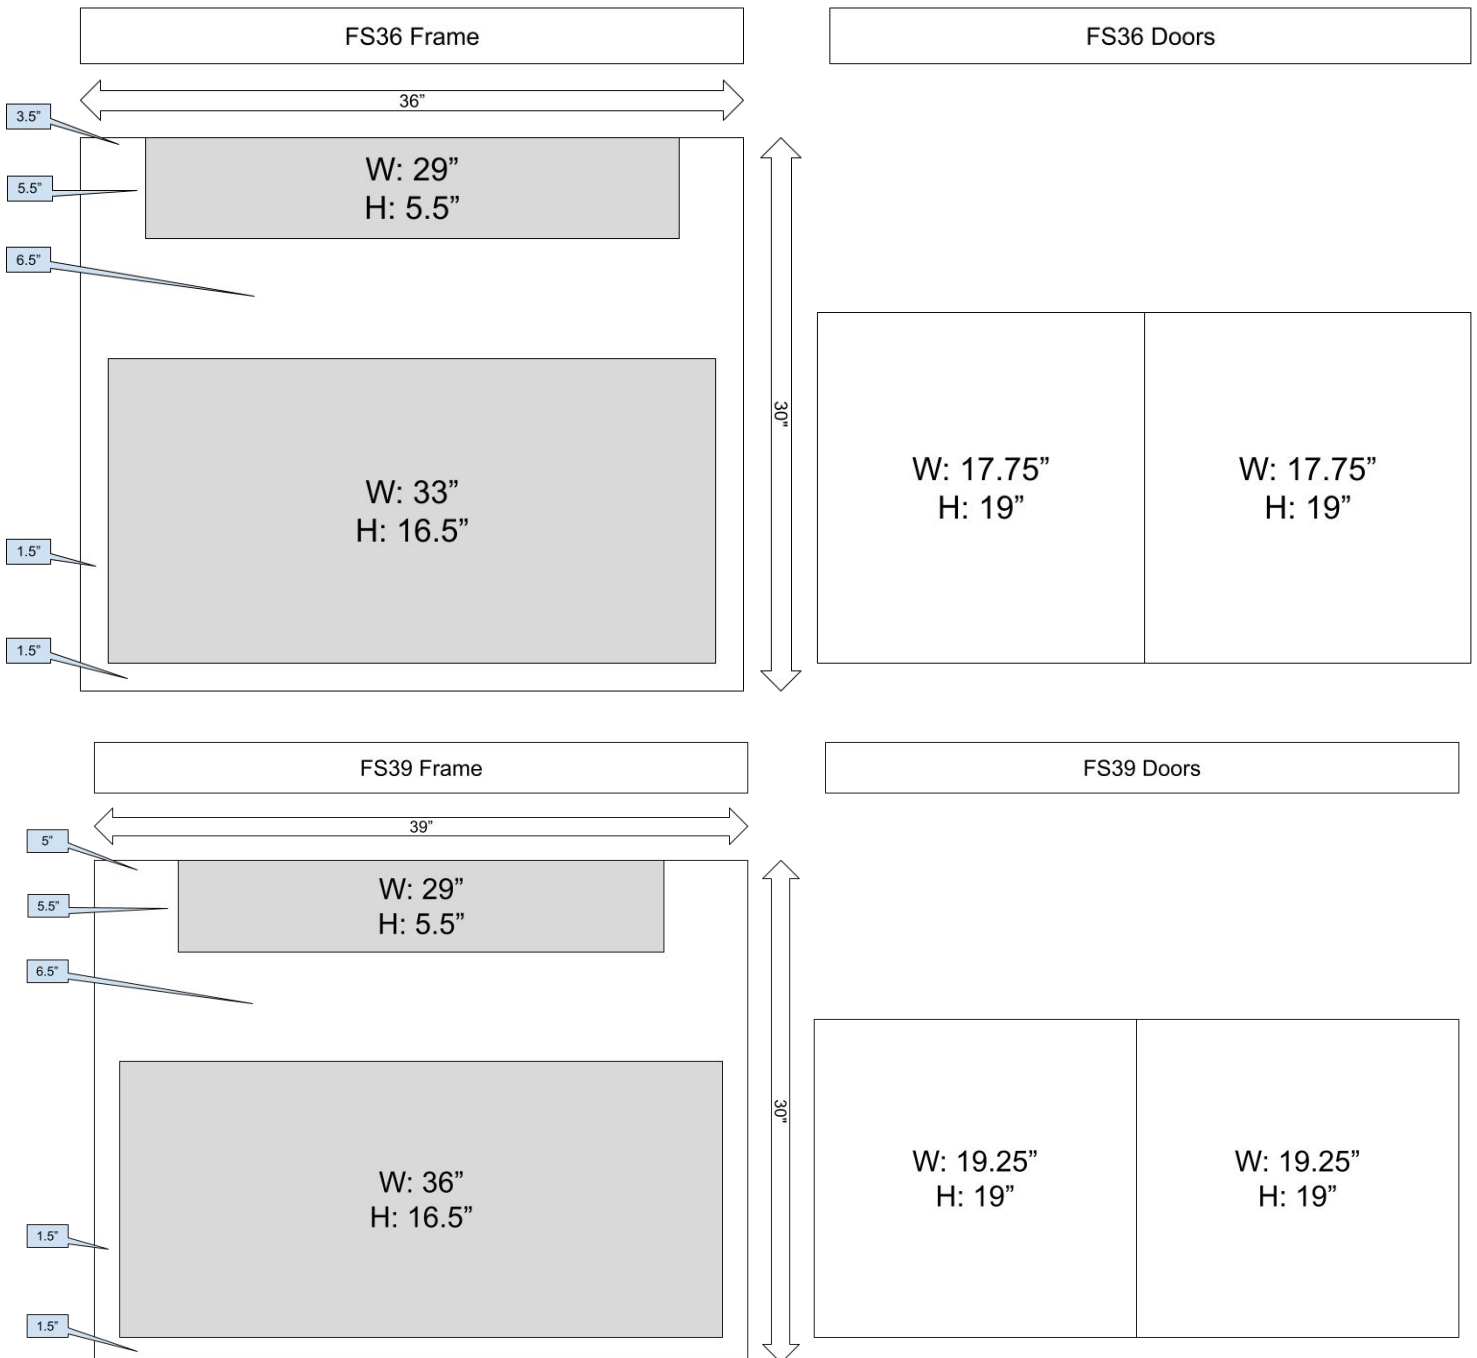 FS36 Frame
FS36 Doors
36”
3.5”
W: 29”
H: 5.5”
5.5”
6.5”
30"
W: 33”
H: 16.5”
W: 17.75”
H: 19”
W: 17.75”
H: 19”
1.5”
1.5”
FS39 Frame
FS39 Doors
39”
5”
W: 29”
H: 5.5”
5.5”
6.5”
30"
W: 36”
H: 16.5”
W: 19.25”
H: 19”
W: 19.25”
H: 19”
1.5”
1.5”